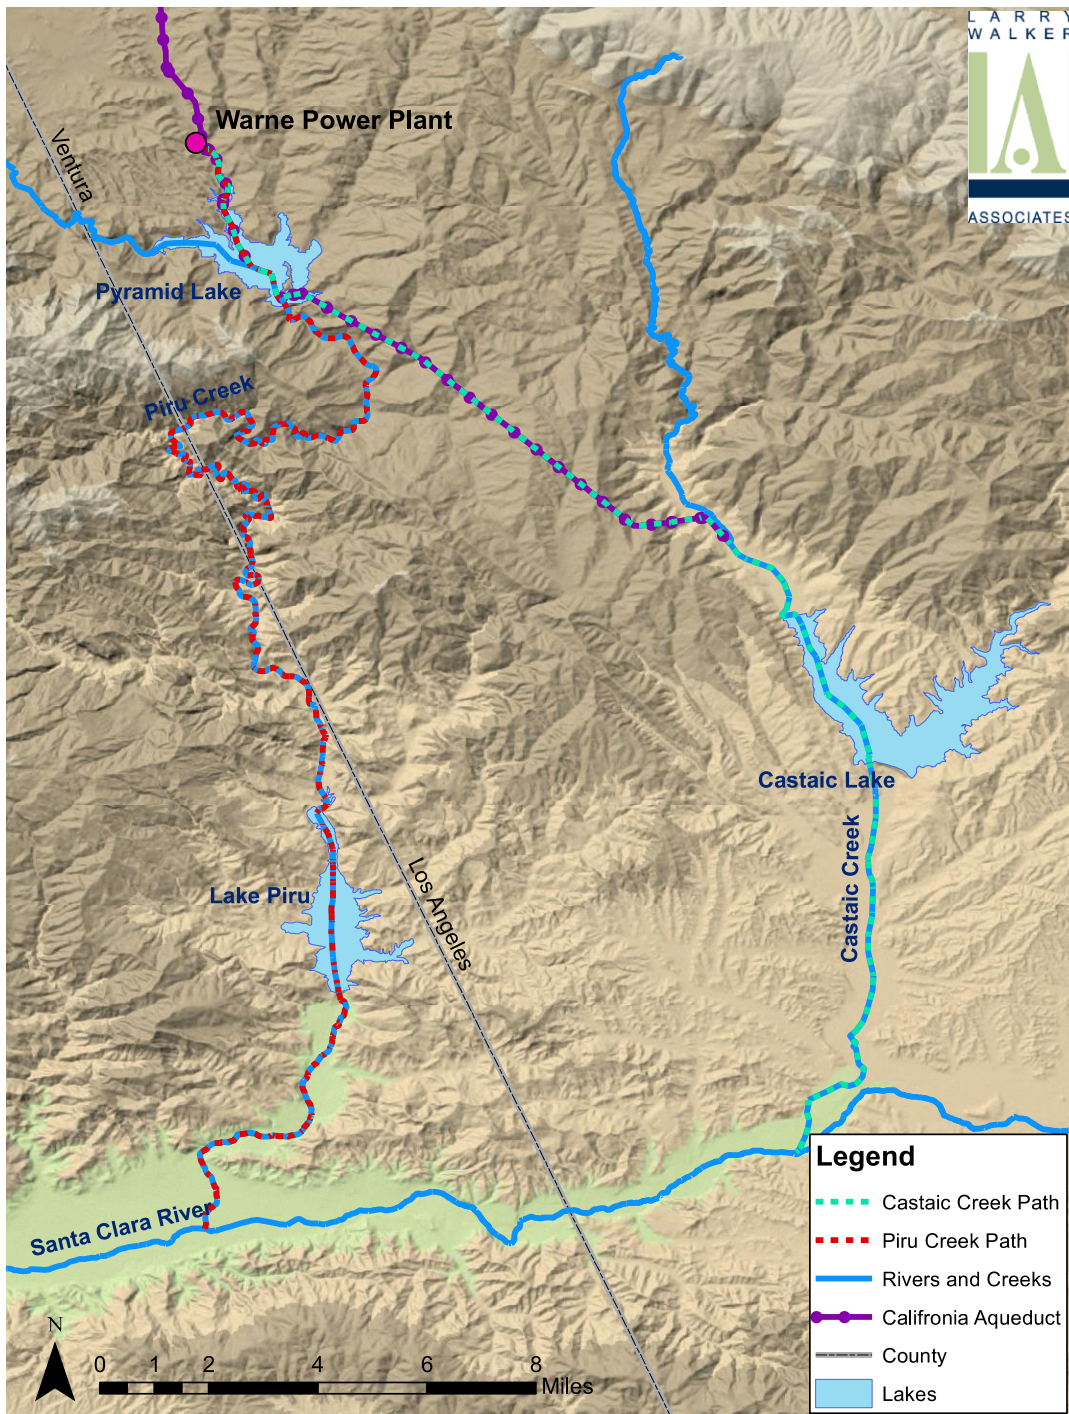 LARRY
WALKER
ASSOCIATES
Warne Power Plant
Ventura
Pyramid Lake
Piru Creek
Castaic Lake
Castaic Creek
Lake Piru
Los Angeles
Santa Clara River
Legend
Castaic Creek Path
Piru Creek Path
Rivers and Creeks
Califronia Aqueduct
County
Lakes
N
0 1 2 4 6 8
Miles